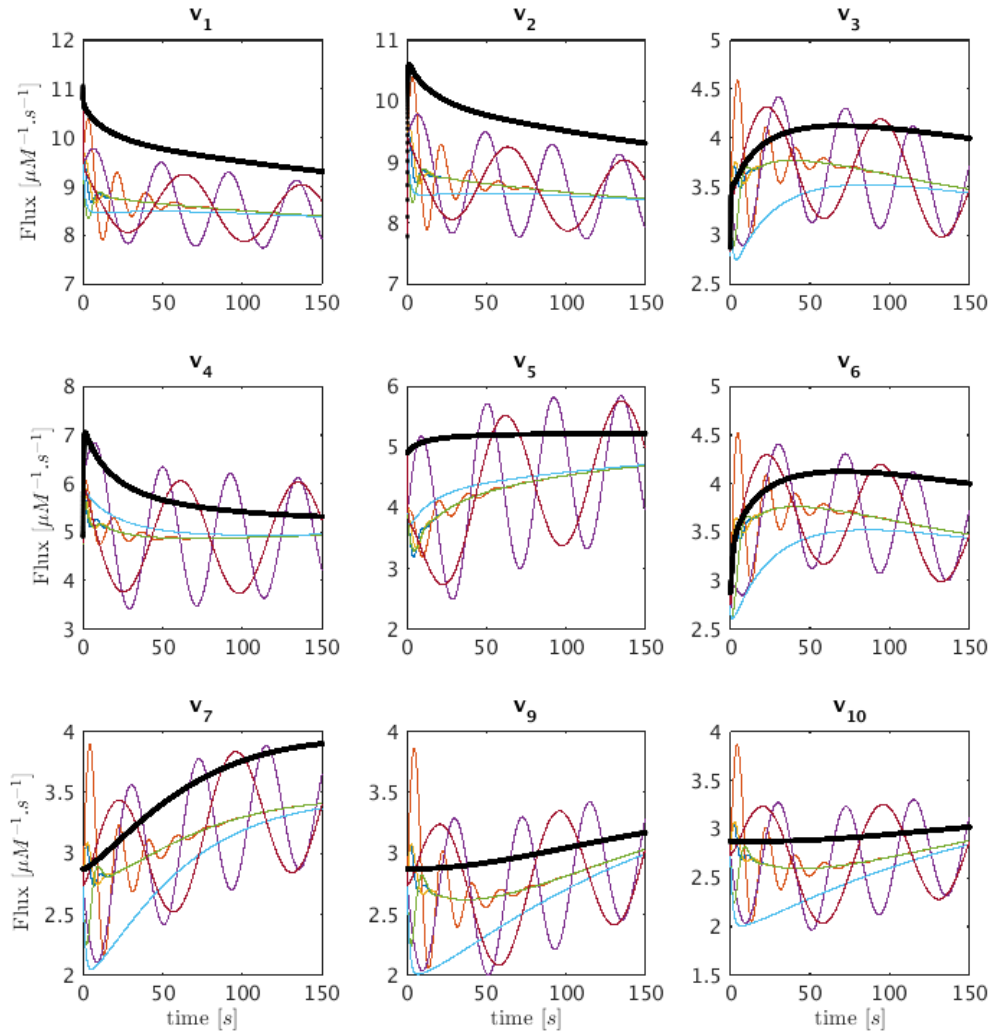 v1 v2 v3
12 11 10 9 8 7
11 10 9 8 7
5 4.5 4 3.5 3 2.5
Flux [μM⁻¹.s⁻¹]
0 50 100 150 0 50 100 150 0 50 100 150
v4 v5 v6
8 7 6 5 4 3
6 5 4 3 2
5 4.5 4 3.5 3 2.5
Flux [μM⁻¹.s⁻¹]
0 50 100 150 0 50 100 150 0 50 100 150
v7 v9 v10
4 3.5 3 2.5 2
4 3.5 3 2.5 2
4 3.5 3 2.5 2 1.5
Flux [μM⁻¹.s⁻¹]
0 50 100 150 0 50 100 150 0 50 100 150
time [s] time [s] time [s]